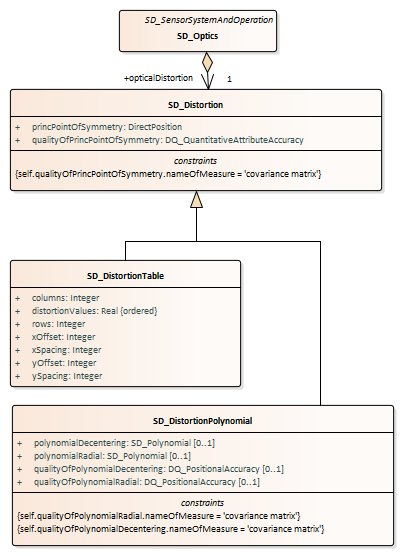 SD_SensorSystemAndOperation
SD_Optics
+opticalDistortion 1
SD_Distortion
+ princPointOfSymmetry: DirectPosition
+ qualityOfPrincPointOfSymmetry: DQ_QuantitativeAttributeAccuracy
constraints
{self.qualityOfPrincPointOfSymmetry.nameOfMeasure = 'covariance matrix'}
SD_DistortionTable
+ columns: Integer
+ distortionValues: Real {ordered}
+ rows: Integer
+ xOffset: Integer
+ xSpacing: Integer
+ yOffset: Integer
+ ySpacing: Integer
SD_DistortionPolynomial
+ polynomialDecentering: SD_Polynomial [0..1]
+ polynomialRadial: SD_Polynomial [0..1]
+ qualityOfPolynomialDecentering: DQ_PositionalAccuracy [0..1]
+ qualityOfPolynomialRadial: DQ_PositionalAccuracy [0..1]
constraints
{self.qualityOfPolynomialRadial.nameOfMeasure = 'covariance matrix'}
{self.qualityOfPolynomialDecentering.nameOfMeasure = 'covariance matrix'}